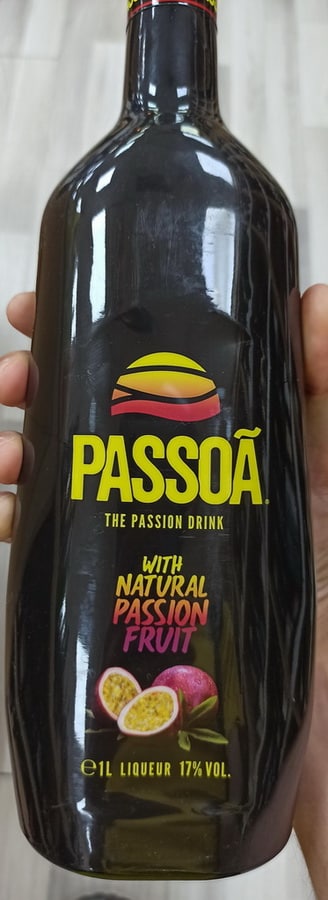 PASSOÃ
THE PASSION DRINK
WITH
NATURAL
PASSION
FRUIT
℮1L LIQUEUR 17% VOL.